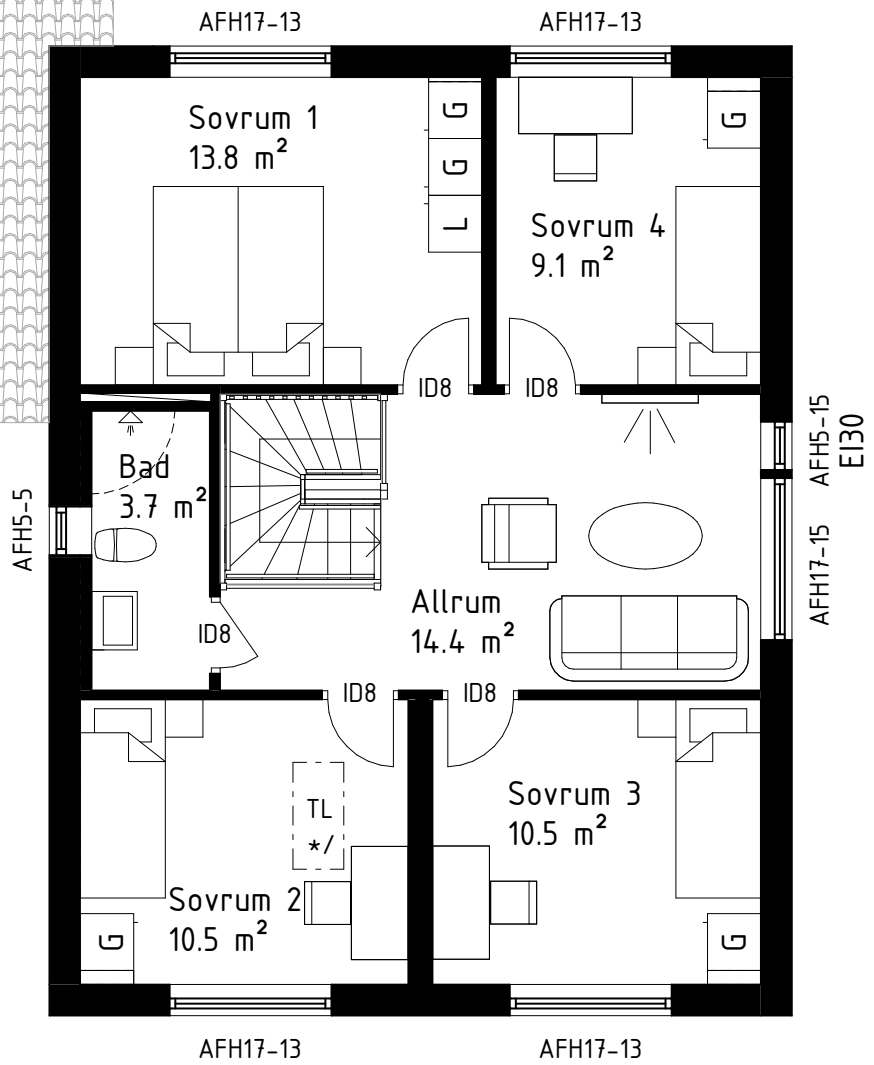 AFH17-13
AFH17-13
Sovrum 1
13.8 m²
G
G
L
G
Sovrum 4
9.1 m²
ID8
ID8
AFH5-15
EI30
Bad
3.7 m²
AFH5-5
AFH17-15
Allrum
14.4 m²
ID8
ID8
ID8
TL
*/
Sovrum 3
10.5 m²
Sovrum 2
10.5 m²
G
G
AFH17-13
AFH17-13